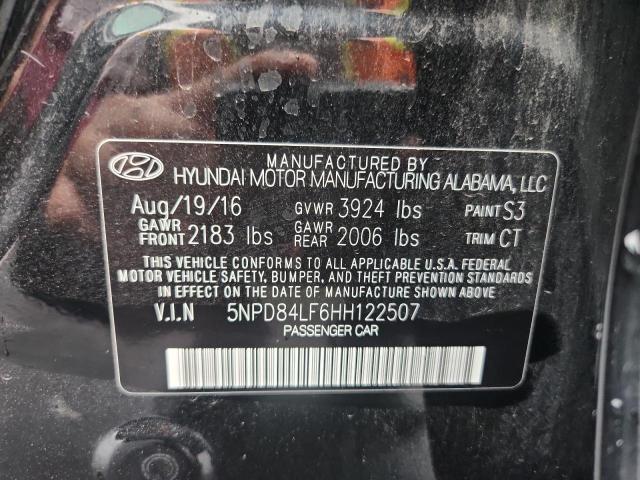 MANUFACTURED BY
HYUNDAI MOTOR MANUFACTURING ALABAMA, LLC
Aug/19/16 GVWR 3924 lbs PAINT S3
GAWR FRONT 2183 lbs GAWR REAR 2006 lbs TRIM CT
THIS VEHICLE CONFORMS TO ALL APPLICABLE U.S.A. FEDERAL
MOTOR VEHICLE SAFETY, BUMPER, AND THEFT PREVENTION STANDARDS
IN EFFECT ON THE DATE OF MANUFACTURE SHOWN ABOVE.
V.I.N 5NPD84LF6HH122507
PASSENGER CAR